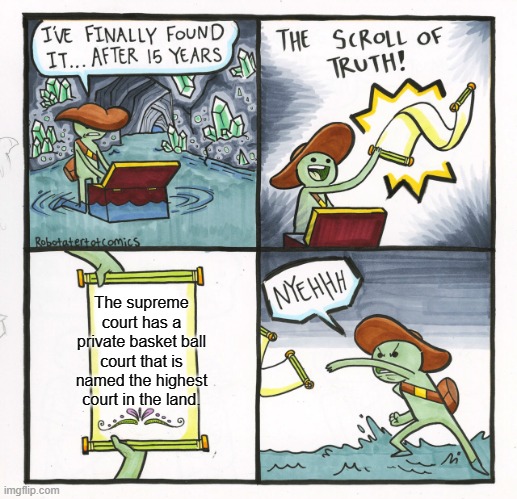 I'VE FINALLY FOUND
IT... AFTER 15 YEARS
THE SCROLL OF
TRUTH!
Robotatertotcomics
The supreme
court has a
private basket ball
court that is
named the highest
court in the land.
NYEHHH
imgflip.com